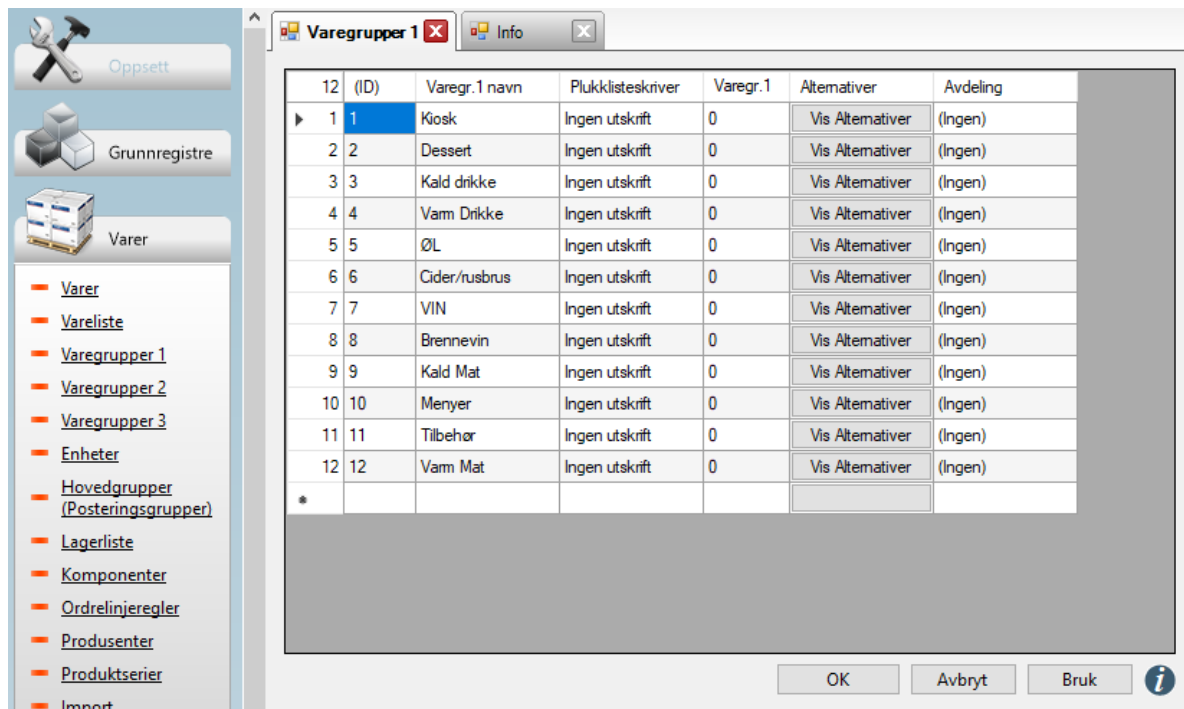 Oppsett
Grunnregistre
Varer
Varer
Vareliste
Varegrupper 1
Varegrupper 2
Varegrupper 3
Enheter
Hovedgrupper
(Posteringsgrupper)
Lagerliste
Komponenter
Ordrelinjeregler
Produsenter
Produktserier
Import
Varegrupper 1 Info
12 (ID) Varegr.1 navn Plukklisteskriver Varegr.1 Alternativer Avdeling
1 1 Kiosk Ingen utskrift 0 Vis Alternativer (Ingen)
2 2 Dessert Ingen utskrift 0 Vis Alternativer (Ingen)
3 3 Kald drikke Ingen utskrift 0 Vis Alternativer (Ingen)
4 4 Varm Drikke Ingen utskrift 0 Vis Alternativer (Ingen)
5 5 ØL Ingen utskrift 0 Vis Alternativer (Ingen)
6 6 Cider/rusbrus Ingen utskrift 0 Vis Alternativer (Ingen)
7 7 VIN Ingen utskrift 0 Vis Alternativer (Ingen)
8 8 Brennevin Ingen utskrift 0 Vis Alternativer (Ingen)
9 9 Kald Mat Ingen utskrift 0 Vis Alternativer (Ingen)
10 10 Menyer Ingen utskrift 0 Vis Alternativer (Ingen)
11 11 Tilbehør Ingen utskrift 0 Vis Alternativer (Ingen)
12 12 Varm Mat Ingen utskrift 0 Vis Alternativer (Ingen)
OK Avbryt Bruk